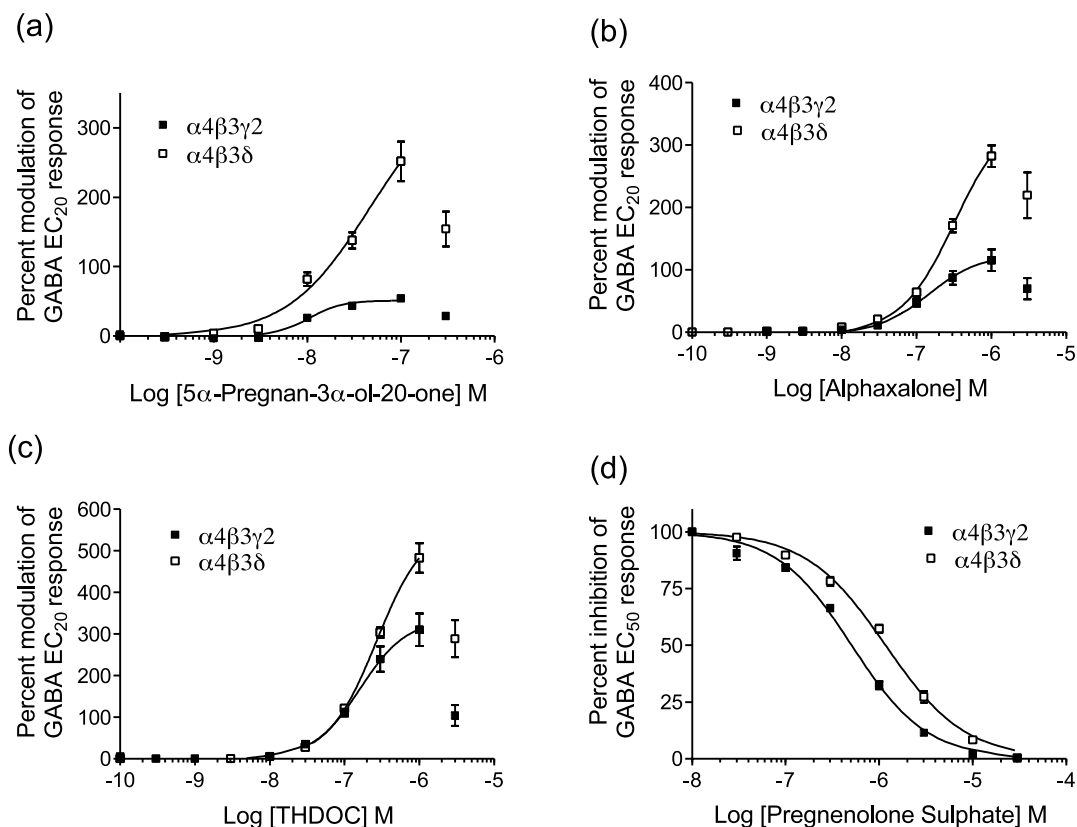 (a)
Percent modulation of
GABA EC20 response
300
200
100
0
α4β3γ2
α4β3δ
-9
-8
-7
-6
Log [5α-Pregnan-3α-ol-20-one] M
(b)
Percent modulation of
GABA EC20 response
400
300
200
100
0
α4β3γ2
α4β3δ
-10
-9
-8
-7
-6
-5
Log [Alphaxalone] M
(c)
Percent modulation of
GABA EC20 response
600
500
400
300
200
100
0
α4β3γ2
α4β3δ
-10
-9
-8
-7
-6
-5
Log [THDOC] M
(d)
Percent inhibition of
GABA EC50 response
100
75
50
25
0
α4β3γ2
α4β3δ
-8
-7
-6
-5
-4
Log [Pregnenolone Sulphate] M